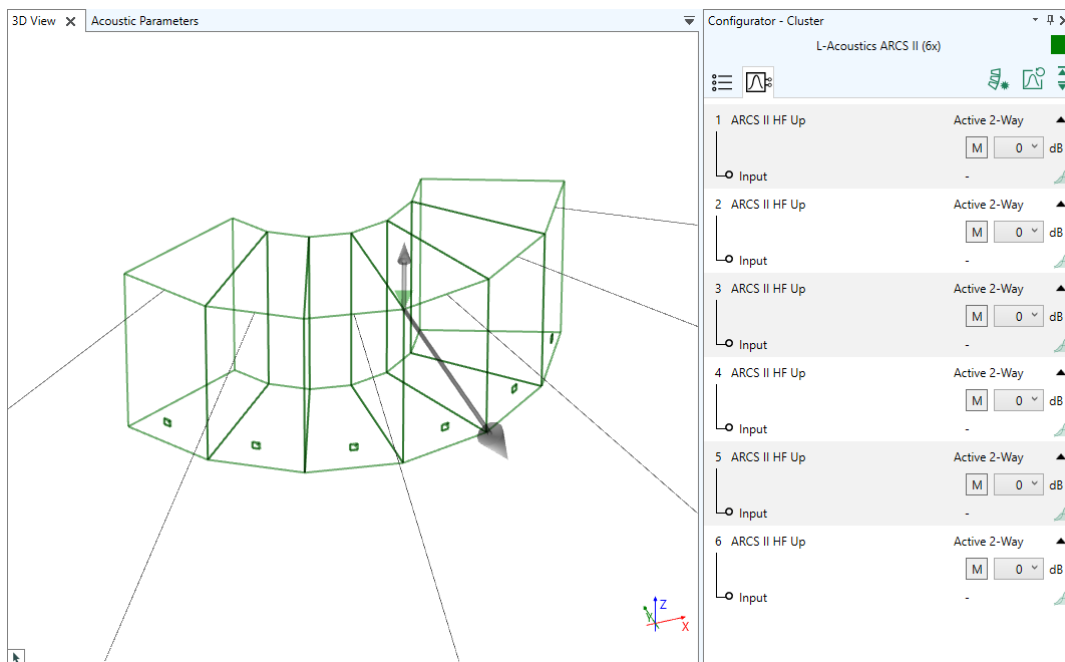 3D View
Acoustic Parameters
Configurator - Cluster
L-Acoustics ARCS II (6x)
1 ARCS II HF Up Active 2-Way
M 0 dB
Input -
2 ARCS II HF Up Active 2-Way
M 0 dB
Input -
3 ARCS II HF Up Active 2-Way
M 0 dB
Input -
4 ARCS II HF Up Active 2-Way
M 0 dB
Input -
5 ARCS II HF Up Active 2-Way
M 0 dB
Input -
6 ARCS II HF Up Active 2-Way
M 0 dB
Input -
Z
Y
X